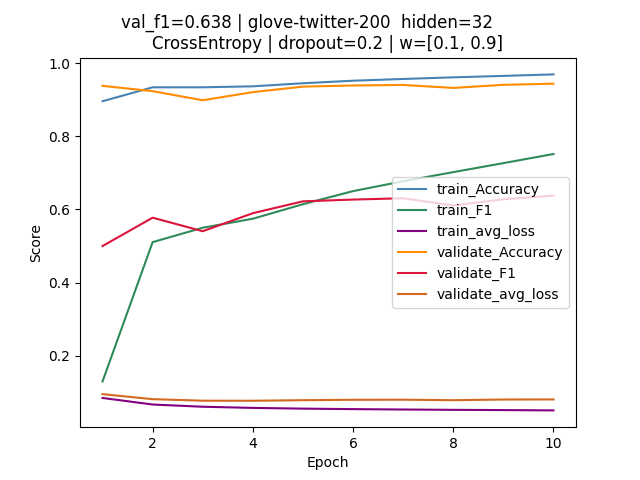 val_f1=0.638 | glove-twitter-200  hidden=32
CrossEntropy | dropout=0.2 | w=[0.1, 0.9]
1.0
0.8
0.6
0.4
0.2
Score
train_Accuracy
train_F1
train_avg_loss
validate_Accuracy
validate_F1
validate_avg_loss
2 4 6 8 10
Epoch